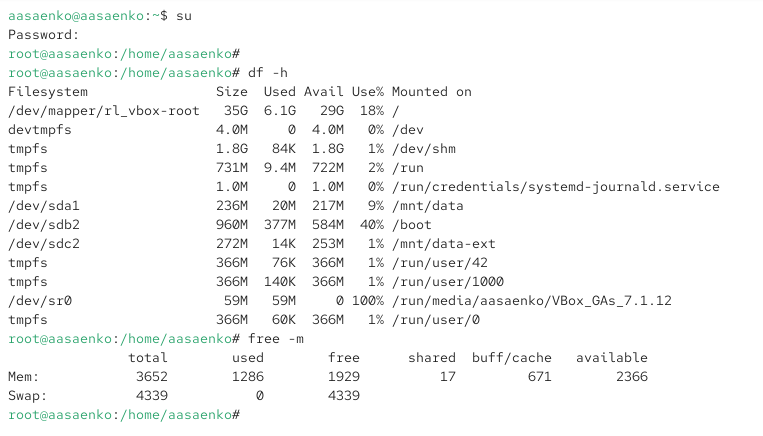 aasaenko@aasaenko:~$ su
Password:
root@aasaenko:/home/aasaenko#
root@aasaenko:/home/aasaenko# df -h
Filesystem                Size  Used Avail Use% Mounted on
/dev/mapper/rl_vbox-root   35G  6.1G   29G  18% /
devtmpfs                  4.0M     0  4.0M   0% /dev
tmpfs                     1.8G   84K  1.8G   1% /dev/shm
tmpfs                     731M  9.4M  722M   2% /run
tmpfs                     1.0M     0  1.0M   0% /run/credentials/systemd-journald.service
/dev/sda1                 236M   20M  217M   9% /mnt/data
/dev/sdb2                 960M  377M  584M  40% /boot
/dev/sdc2                 272M   14K  253M   1% /mnt/data-ext
tmpfs                     366M   76K  366M   1% /run/user/42
tmpfs                     366M  140K  366M   1% /run/user/1000
/dev/sr0                   59M   59M     0 100% /run/media/aasaenko/VBox_GAs_7.1.12
tmpfs                     366M   60K  366M   1% /run/user/0
root@aasaenko:/home/aasaenko# free -m
               total        used        free      shared  buff/cache   available
Mem:            3652        1286        1929          17         671        2366
Swap:           4339           0        4339
root@aasaenko:/home/aasaenko#